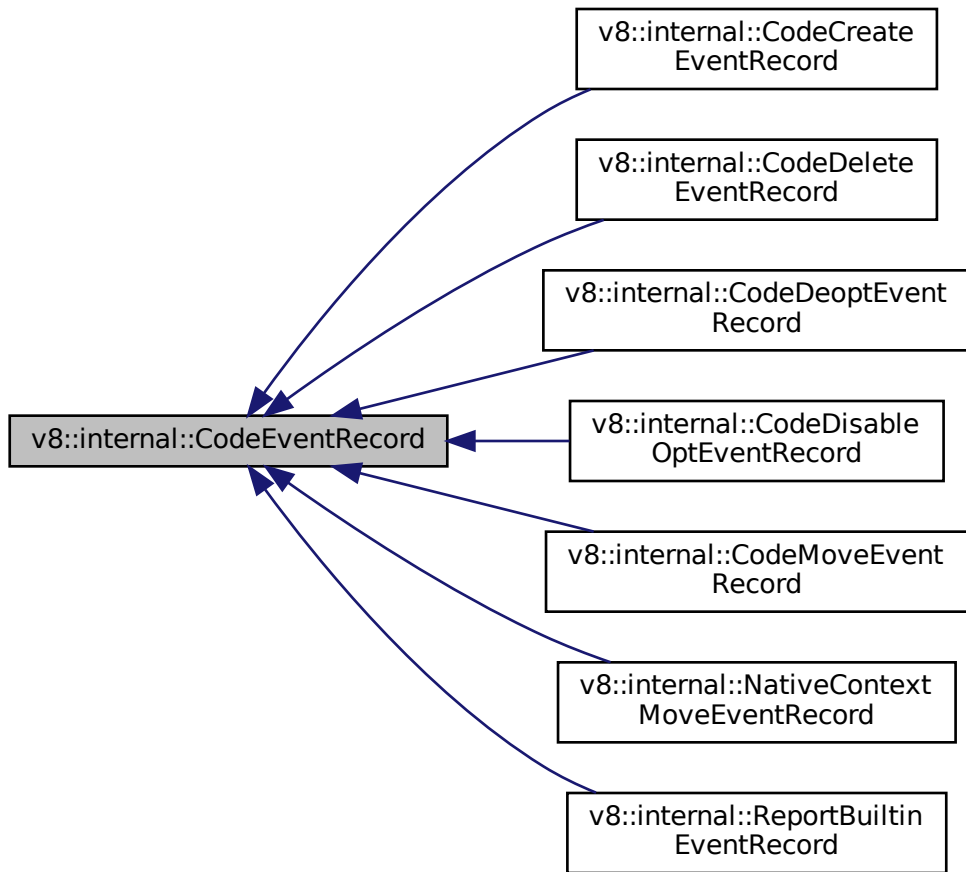 v8::internal::CodeCreate
EventRecord
v8::internal::CodeDelete
EventRecord
v8::internal::CodeDeoptEvent
Record
v8::internal::CodeEventRecord
v8::internal::CodeDisable
OptEventRecord
v8::internal::CodeMoveEvent
Record
v8::internal::NativeContext
MoveEventRecord
v8::internal::ReportBuiltin
EventRecord